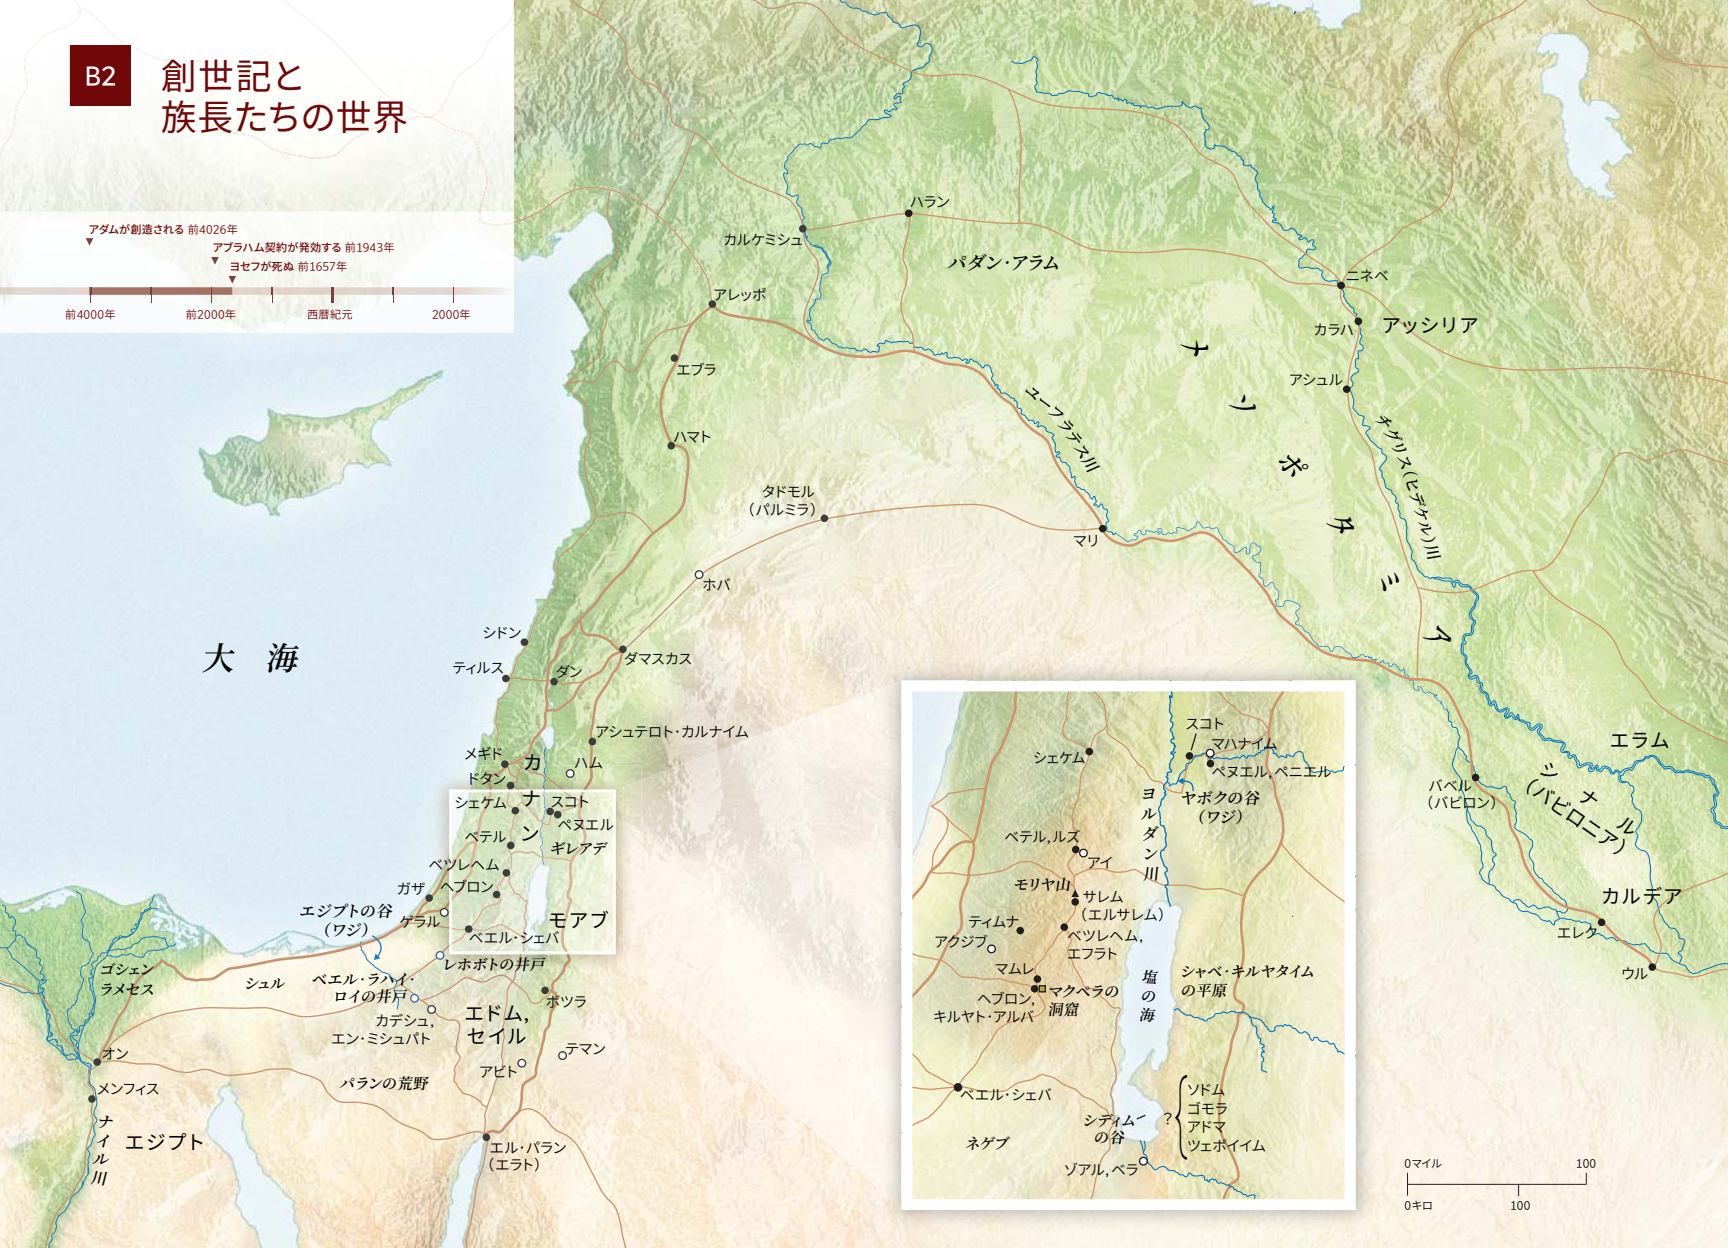 B2
創世記と
族長たちの世界
アダムが創造される 前4026年
アブラハム契約が発効する 前1943年
ヨセフが死ぬ 前1657年
前4000年
前2000年
西暦紀元
2000年
ハラン
カルケミシュ
パダン・アラム
ニネベ
アレッポ
カラハ
アッシリア
エブラ
アシュル
メソポタミア
ユーフラテス川
チグリス(ヒデケル)川
ハマト
タドモル
(パルミラ)
マリ
ホバ
大 海
シドン
ティルス
ダン
ダマスカス
アシュテロト・カルナイム
メギド
ハム
ドタン
カナン
シェケム
スコト
ペヌエル
ベテル
ギレアデ
ベツレヘム
ガザ
ヘブロン
ゲラル
モアブ
エジプトの谷
(ワジ)
ベエル・シェバ
レホボトの井戸
ゴシェン
ラメセス
シュル
ベエル・ラハイ・
ロイの井戸
ボツラ
カデシュ,
エン・ミシュパト
エドム,
セイル
オン
テマン
アビト
メンフィス
パランの荒野
ナイル川
エジプト
エル・パラン
(エラト)
エラム
バベル
(バビロン)
シナル
(バビロニア)
カルデア
エレク
ウル
スコト
マハナイム
シェケム
ペヌエル, ペニエル
ヨルダン川
ヤボクの谷
(ワジ)
ベテル, ルズ
アイ
モリヤ山
サレム
(エルサレム)
ティムナ
アクジブ
ベツレヘム,
エフラト
マムレ
マクペラの
洞窟
ヘブロン,
キルヤト・アルバ
塩の海
シャベ・キルヤタイム
の平原
ベエル・シェバ
シディム
の谷
?
ソドム
ゴモラ
アドマ
ツェボイイム
ネゲブ
ゾアル, ベラ
0マイル
100
0キロ
100